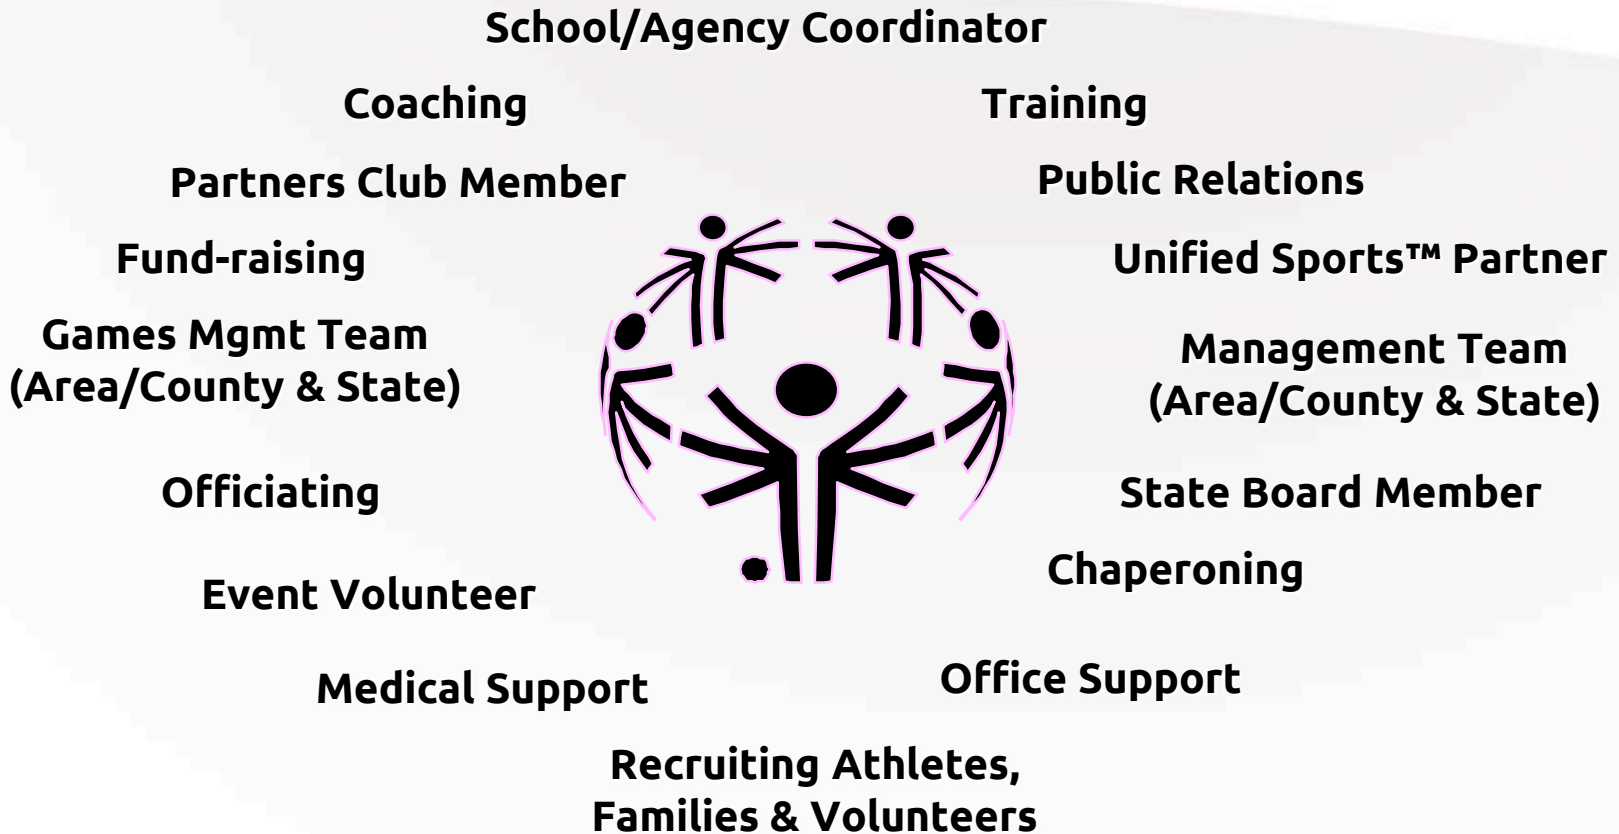 School/Agency Coordinator
Coaching
Training
Partners Club Member
Public Relations
Fund-raising
Unified Sports™ Partner
Games Mgmt Team
(Area/County & State)
Management Team
(Area/County & State)
Officiating
State Board Member
Event Volunteer
Chaperoning
Medical Support
Office Support
Recruiting Athletes,
Families & Volunteers